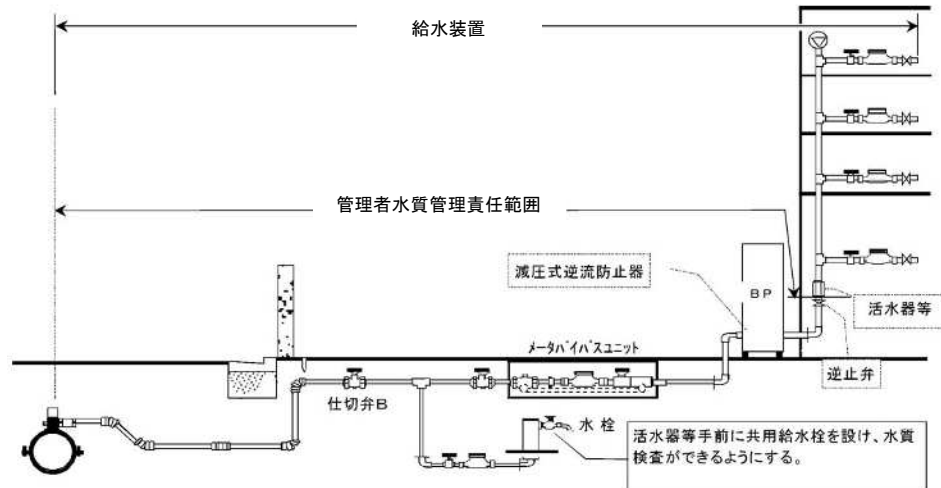 給水装置
管理者水質管理責任範囲
減圧式逆流防止器
BP
活水器等
メータバイパスユニット
逆止弁
仕切弁B
水栓
活水器等手前に共用給水栓を設け、水質
検査ができるようにする。